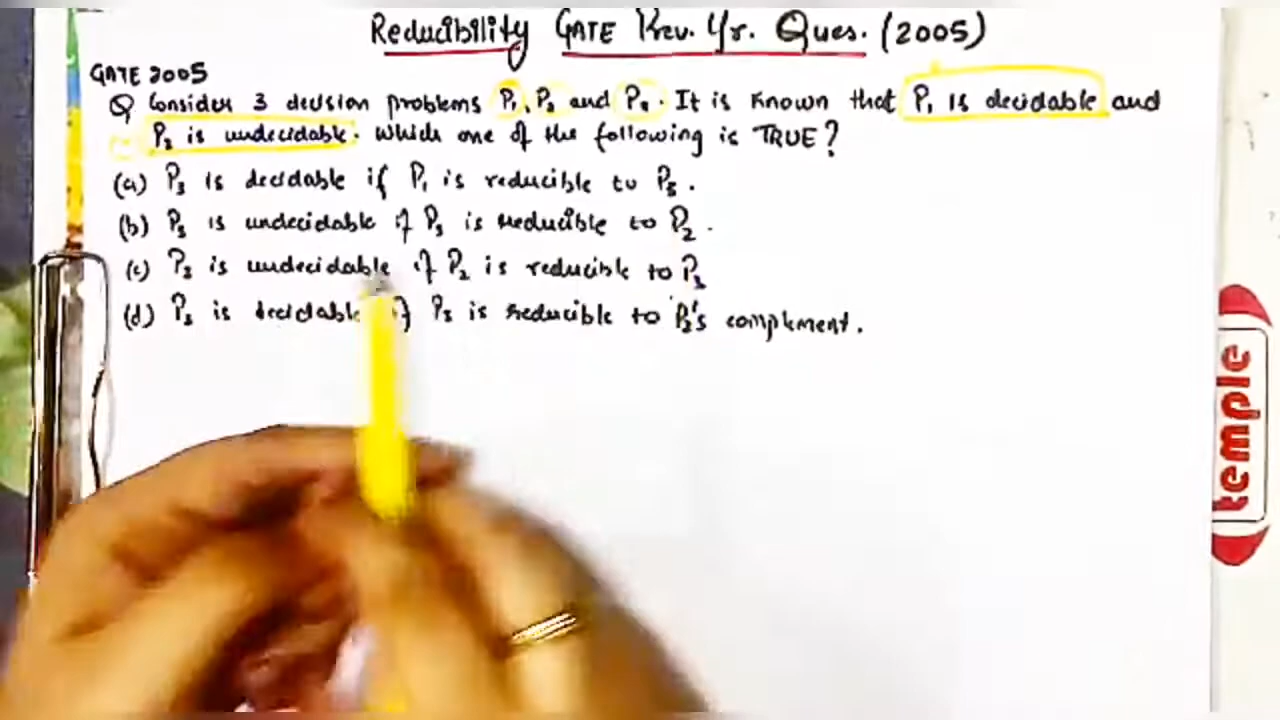 Reducibility GATE Prev. Yr. Ques. (2005)
GATE 2005
Q Consider 3 decision problems P1, P2 and P3. It is known that P1 is decidable and
P2 is undecidable. Which one of the following is TRUE?
(a) P3 is decidable if P1 is reducible to P3.
(b) P3 is undecidable if P3 is reducible to P2.
(c) P3 is undecidable if P2 is reducible to P3
(d) P3 is decidable if P3 is reducible to P2's complement.
temple